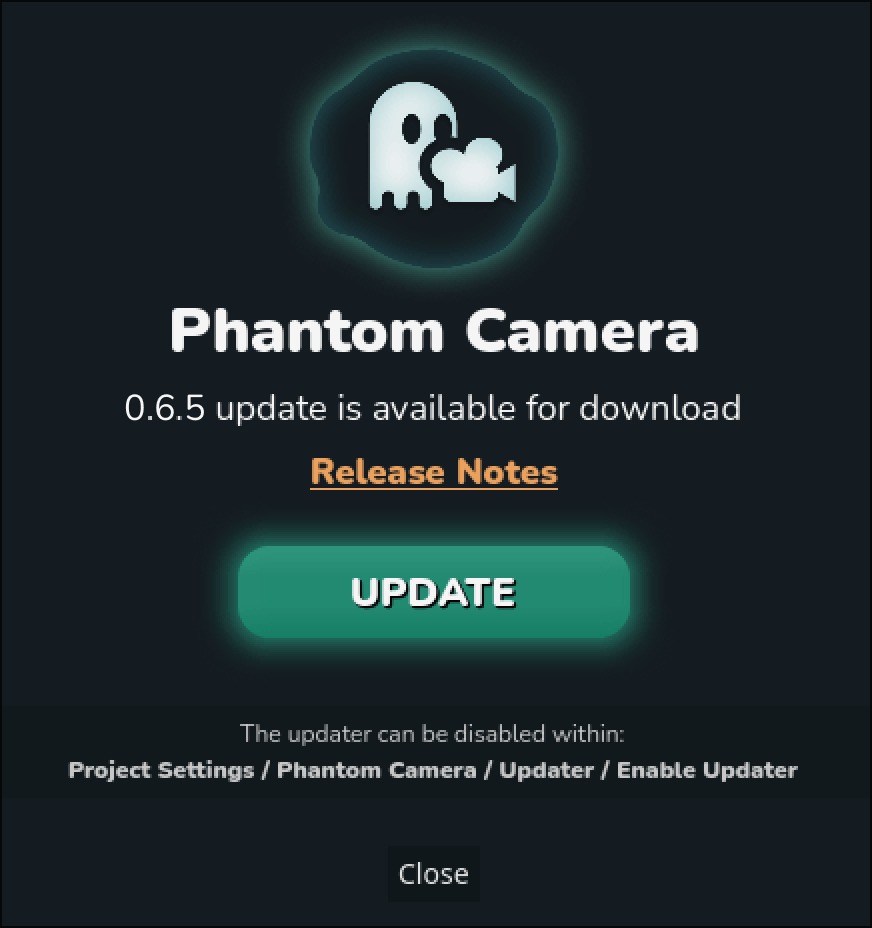 Phantom Camera
0.6.5 update is available for download
Release Notes
UPDATE
The updater can be disabled within:
Project Settings / Phantom Camera / Updater / Enable Updater
Close